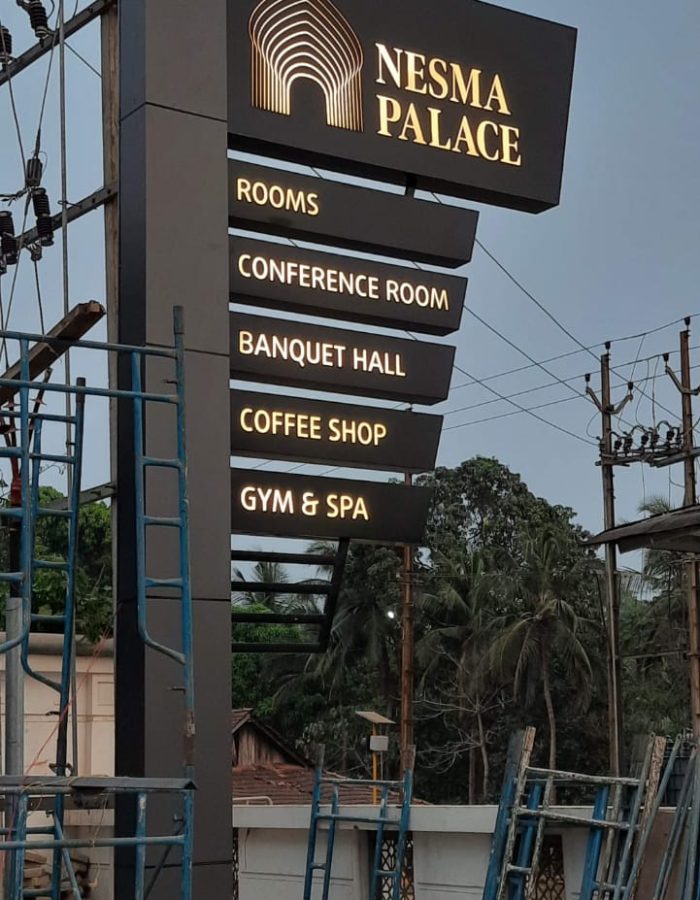 NESMA
PALACE
ROOMS
CONFERENCE ROOM
BANQUET HALL
COFFEE SHOP
GYM & SPA